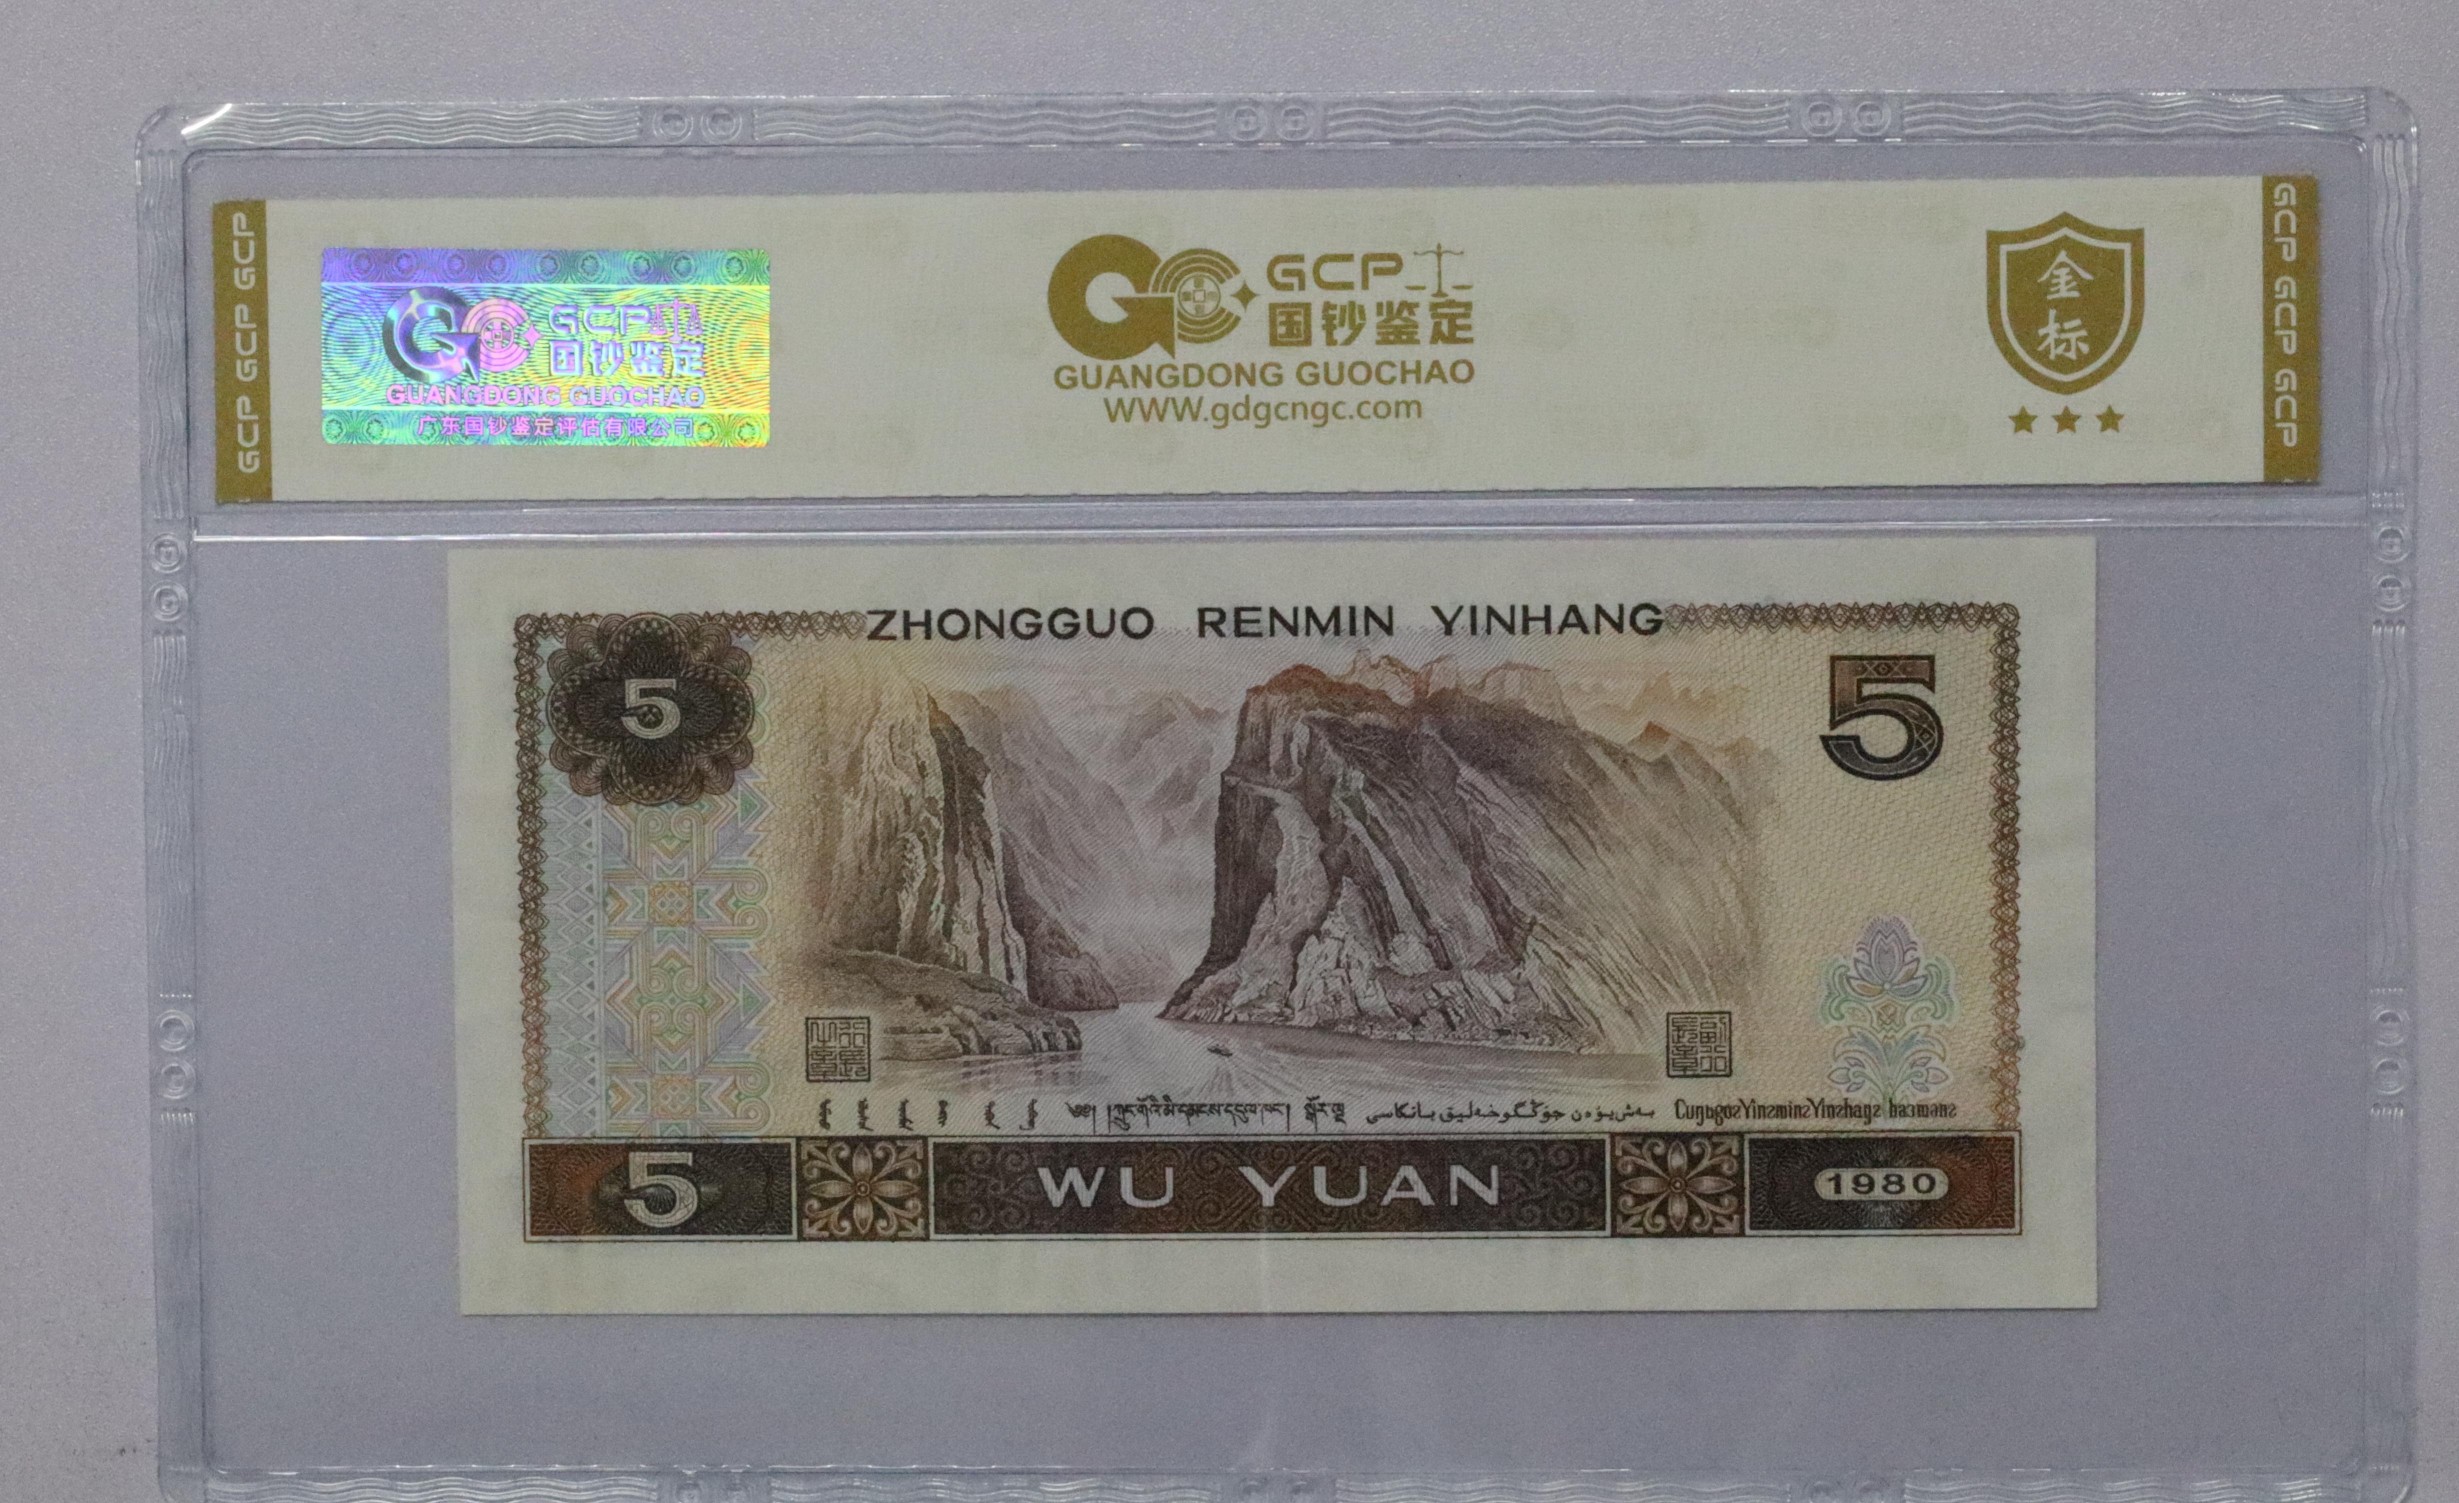 GCP GCP GCP
GCP
国钞鉴定
GUANGDONG GUOCHAO
广东国钞鉴定评估有限公司
GCP
国钞鉴定
GUANGDONG GUOCHAO
WWW.gdgcngc.com
金标
GCP GCP GCP
ZHONGGUO RENMIN YINHANG
5
5
5
WU YUAN
1980